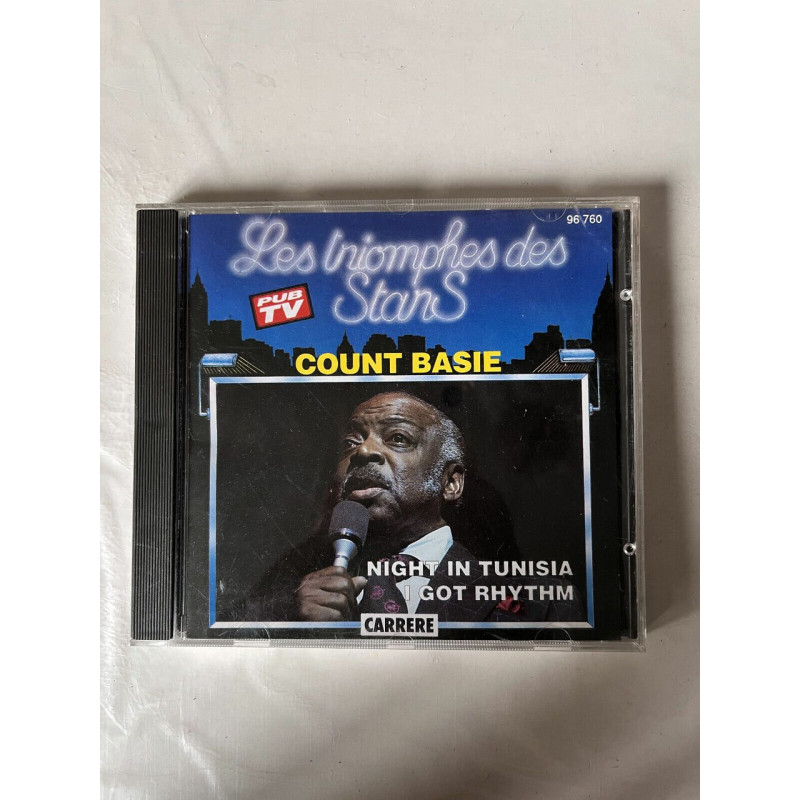 96 760
Les triomphes des
Stars
PUB
TV
COUNT BASIE
NIGHT IN TUNISIA
I GOT RHYTHM
CARRERE